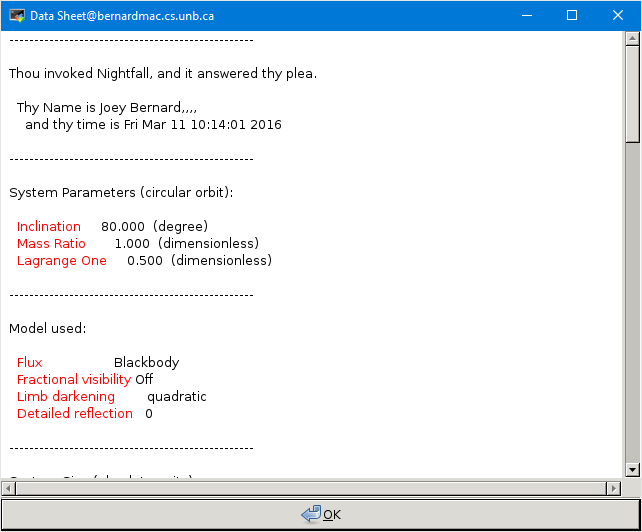 Data Sheet@bernardmac.cs.unb.ca
-------------------------------------------------
Thou invoked Nightfall, and it answered thy plea.
Thy Name is Joey Bernard,,,,
and thy time is Fri Mar 11 10:14:01 2016
-------------------------------------------------
System Parameters (circular orbit):
Inclination 80.000 (degree)
Mass Ratio 1.000 (dimensionless)
Lagrange One 0.500 (dimensionless)
-------------------------------------------------
Model used:
Flux Blackbody
Fractional visibility Off
Limb darkening quadratic
Detailed reflection 0
-------------------------------------------------
OK